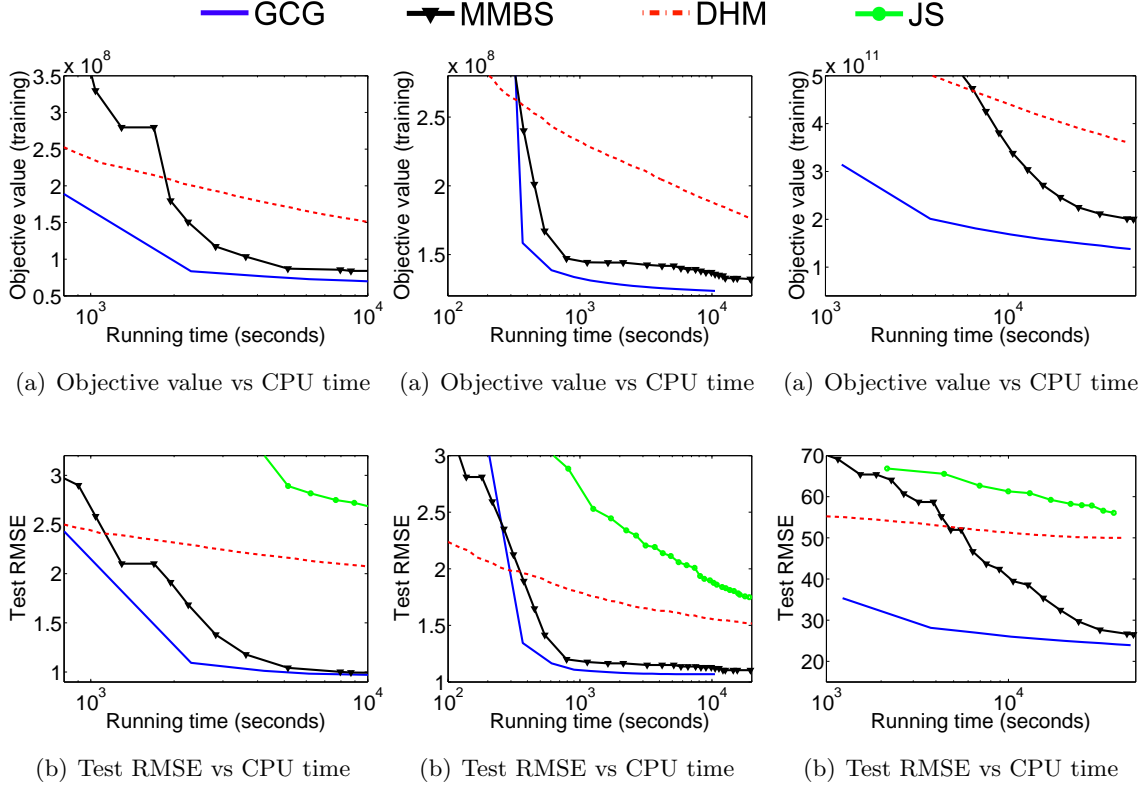 GCG MMBS DHM JS
x 10^8
3.5
3
2.5
2
1.5
1
0.5
Objective value (training)
10^3 10^4
Running time (seconds)
(a) Objective value vs CPU time
x 10^8
2.5
2
1.5
Objective value (training)
10^2 10^3 10^4
Running time (seconds)
(a) Objective value vs CPU time
x 10^11
5
4
3
2
1
Objective value (training)
10^3 10^4
Running time (seconds)
(a) Objective value vs CPU time
3
2.5
2
1.5
1
Test RMSE
10^3 10^4
Running time (seconds)
(b) Test RMSE vs CPU time
3
2.5
2
1.5
1
Test RMSE
10^2 10^3 10^4
Running time (seconds)
(b) Test RMSE vs CPU time
70
60
50
40
30
20
Test RMSE
10^3 10^4
Running time (seconds)
(b) Test RMSE vs CPU time